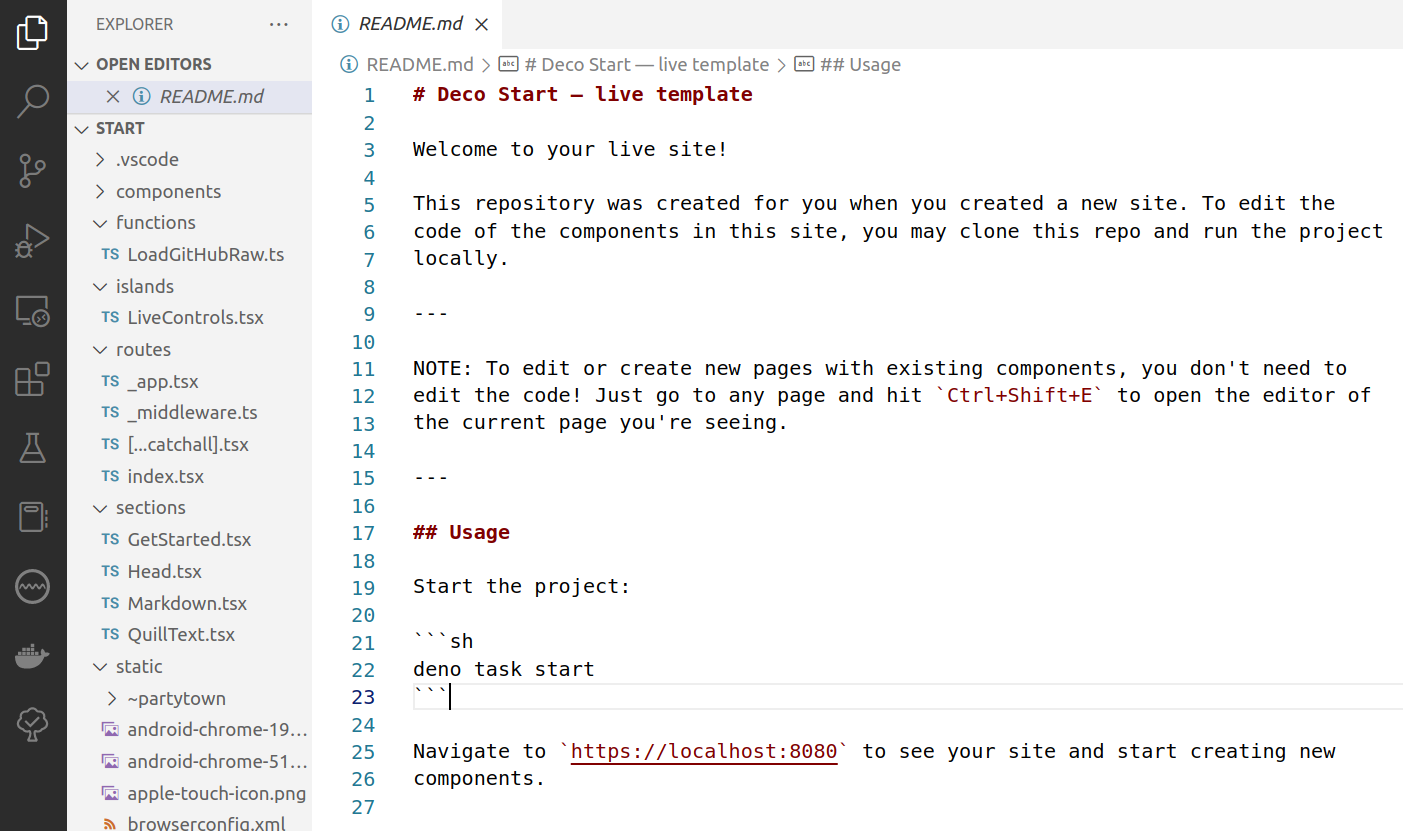 EXPLORER ...
OPEN EDITORS
README.md
START
.vscode
components
functions
TS LoadGitHubRaw.ts
islands
TS LiveControls.tsx
routes
TS _app.tsx
TS _middleware.ts
TS [...catchall].tsx
TS index.tsx
sections
TS GetStarted.tsx
TS Head.tsx
TS Markdown.tsx
TS QuillText.tsx
static
~partytown
android-chrome-19...
android-chrome-51...
apple-touch-icon.png
browserconfig.xml
README.md
README.md > abc # Deco Start — live template > abc ## Usage
1 # Deco Start — live template
2
3 Welcome to your live site!
4
5 This repository was created for you when you created a new site. To edit the
6 code of the components in this site, you may clone this repo and run the project
7 locally.
8
9 ---
10
11 NOTE: To edit or create new pages with existing components, you don't need to
12 edit the code! Just go to any page and hit `Ctrl+Shift+E` to open the editor of
13 the current page you're seeing.
14
15 ---
16
17 ## Usage
18
19 Start the project:
20
21 ```sh
22 deno task start
23 ```
24
25 Navigate to `https://localhost:8080` to see your site and start creating new
26 components.
27